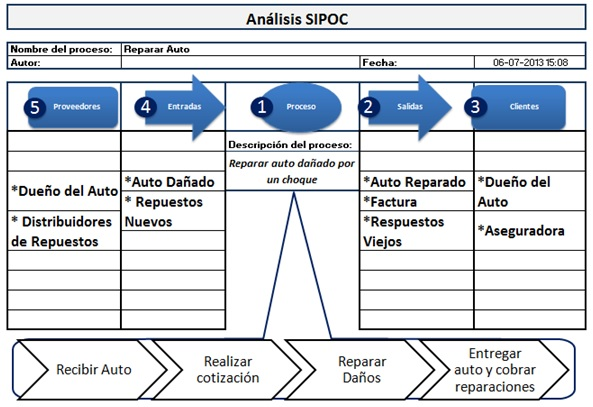 Análisis SIPOC
Nombre del proceso: Reparar Auto
Autor: Fecha: 06-07-2013 15:08
5 Proveedores 4 Entradas 1 Proceso 2 Salidas 3 Clientes
Descripción del proceso:
Reparar auto dañado por
un choque
*Dueño del Auto
* Distribuidores
de Repuestos
*Auto Dañado
* Repuestos
Nuevos
*Auto Reparado
*Factura
*Respuestos
Viejos
*Dueño del
Auto
*Aseguradora
Recibir Auto
Realizar
cotización
Reparar
Daños
Entregar
auto y cobrar
reparaciones